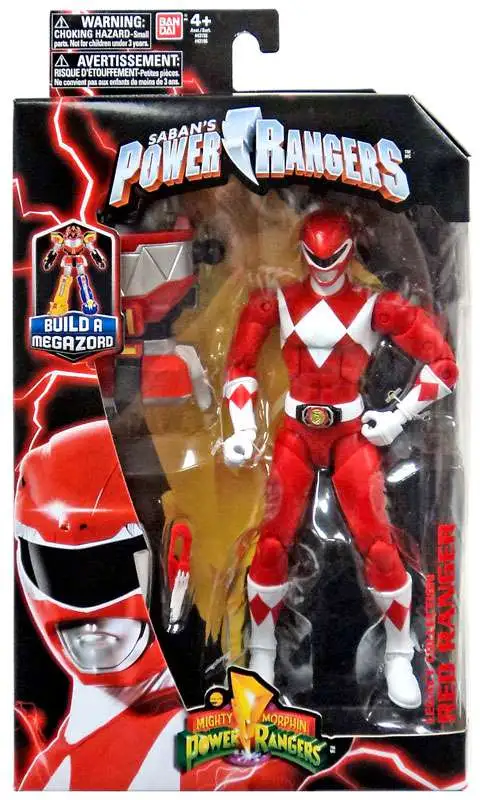 WARNING:
CHOKING HAZARD-Small
parts. Not for children under 3 years.
AVERTISSEMENT:
RISQUE D'ÉTOUFFEMENT-Petites pièces.
Ne convient pas aux enfants de moins de 3 ans.
BAN
DAI
4+
SABAN'S
POWER RANGERS
BUILD A
MEGAZORD
LEGACY COLLECTION
RED RANGER
MIGHTY MORPHIN
POWER RANGERS